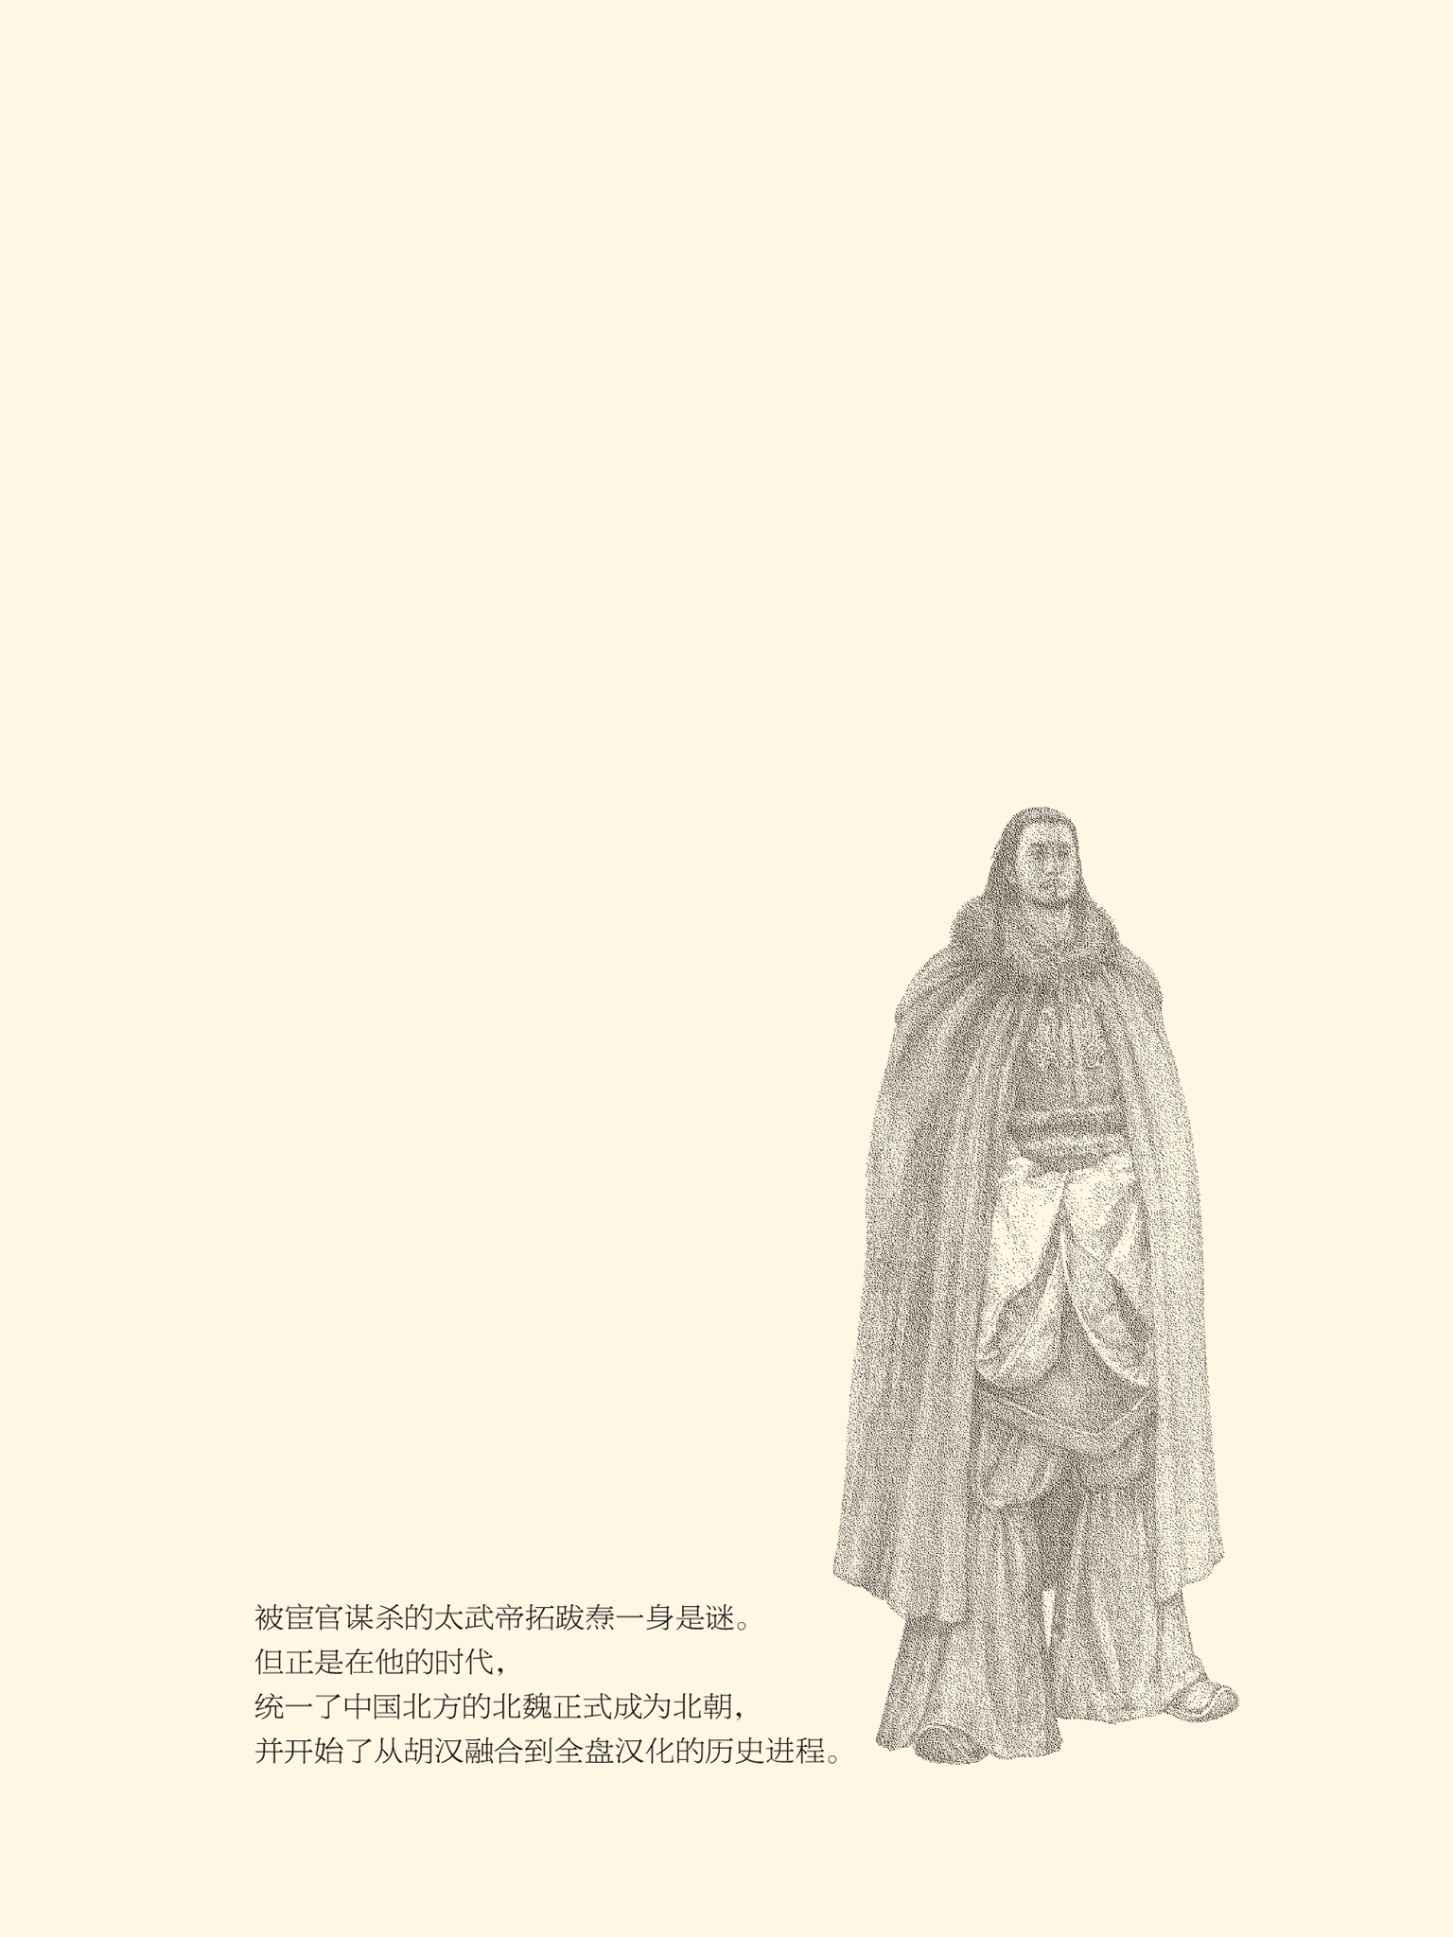 被宦官谋杀的太武帝拓跋焘一身是谜。
但正是在他的时代，
统一了中国北方的北魏正式成为北朝，
并开始了从胡汉融合到全盘汉化的历史进程。